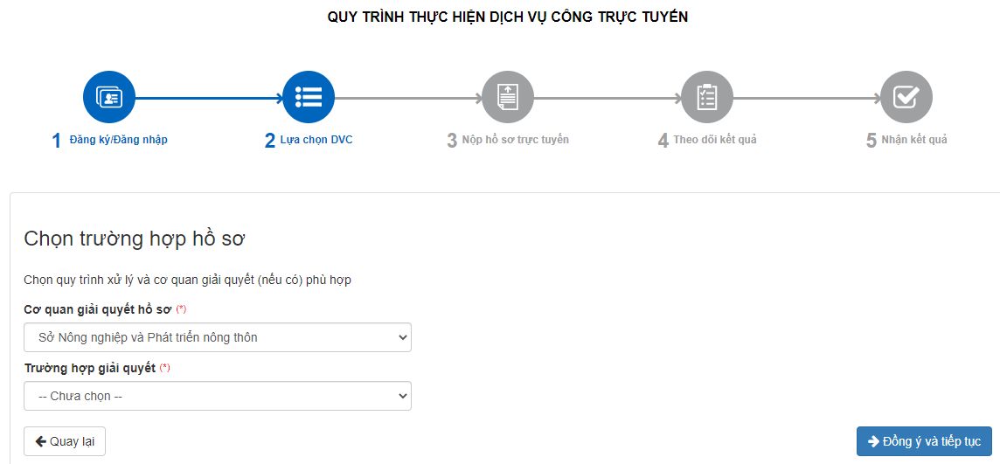 QUY TRÌNH THỰC HIỆN DỊCH VỤ CÔNG TRỰC TUYẾN
1 Đăng ký/Đăng nhập
2 Lựa chọn DVC
3 Nộp hồ sơ trực tuyến
4 Theo dõi kết quả
5 Nhận kết quả
Chọn trường hợp hồ sơ
Chọn quy trình xử lý và cơ quan giải quyết (nếu có) phù hợp
Cơ quan giải quyết hồ sơ (*)
Sở Nông nghiệp và Phát triển nông thôn
Trường hợp giải quyết (*)
-- Chưa chọn --
Quay lại
Đồng ý và tiếp tục